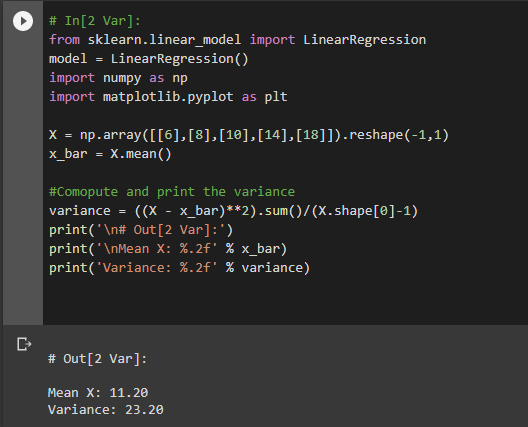 # In[2 Var]:
from sklearn.linear_model import LinearRegression
model = LinearRegression()
import numpy as np
import matplotlib.pyplot as plt
X = np.array([[6],[8],[10],[14],[18]]).reshape(-1,1)
x_bar = X.mean()
#Comopute and print the variance
variance = ((X - x_bar)**2).sum()/(X.shape[0]-1)
print('\n# Out[2 Var]:')
print('\nMean X: %.2f' % x_bar)
print('Variance: %.2f' % variance)
# Out[2 Var]:
Mean X: 11.20
Variance: 23.20